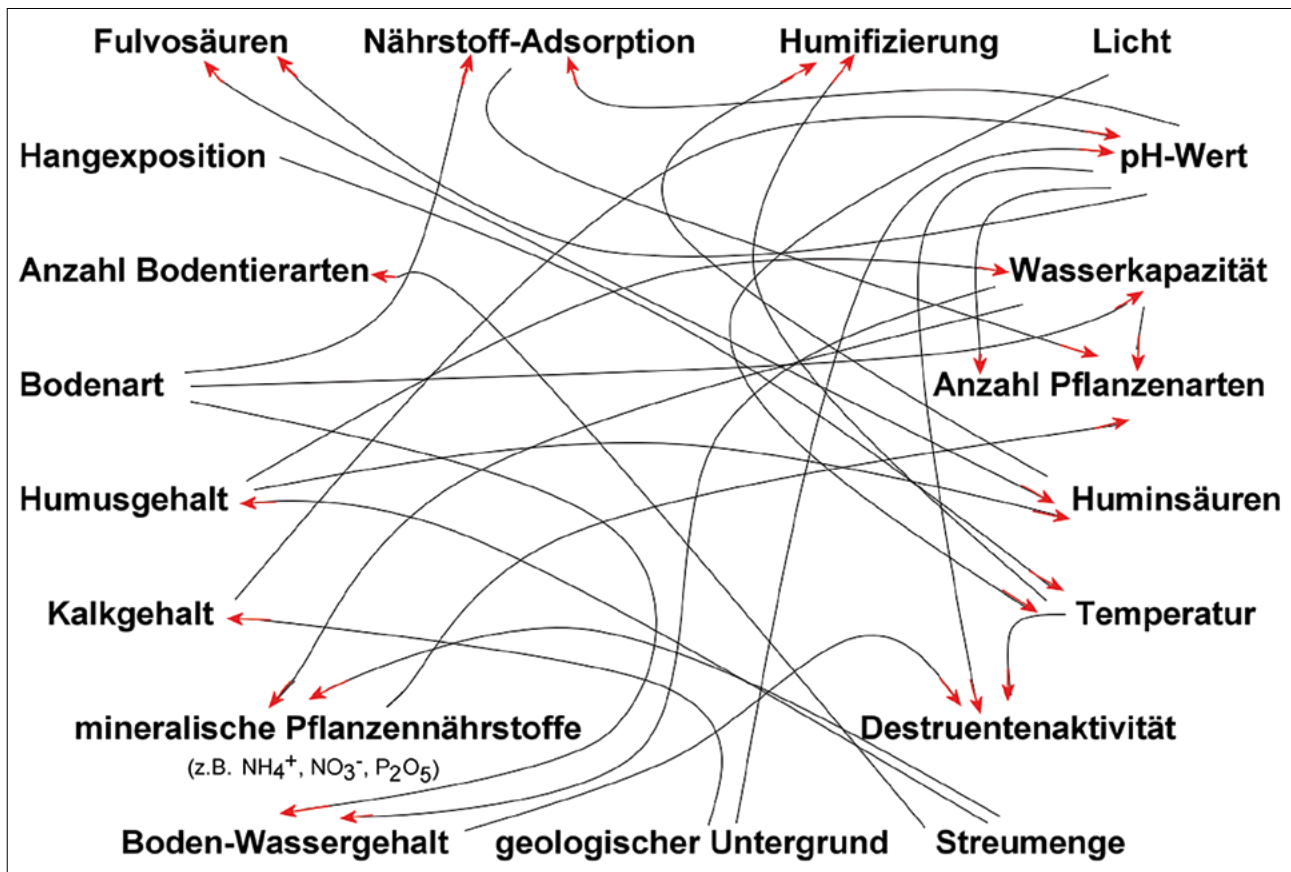 Fulvosäuren Nährstoff-Adsorption Humifizierung Licht
Hangexposition pH-Wert
Anzahl Bodentierarten Wasserkapazität
Bodenart Anzahl Pflanzenarten
Humusgehalt Huminsäuren
Kalkgehalt Temperatur
mineralische Pflanzennährstoffe Destruentenaktivität
(z.B. NH₄⁺, NO₃⁻, P₂O₅)
Boden-Wassergehalt geologischer Untergrund Streumenge